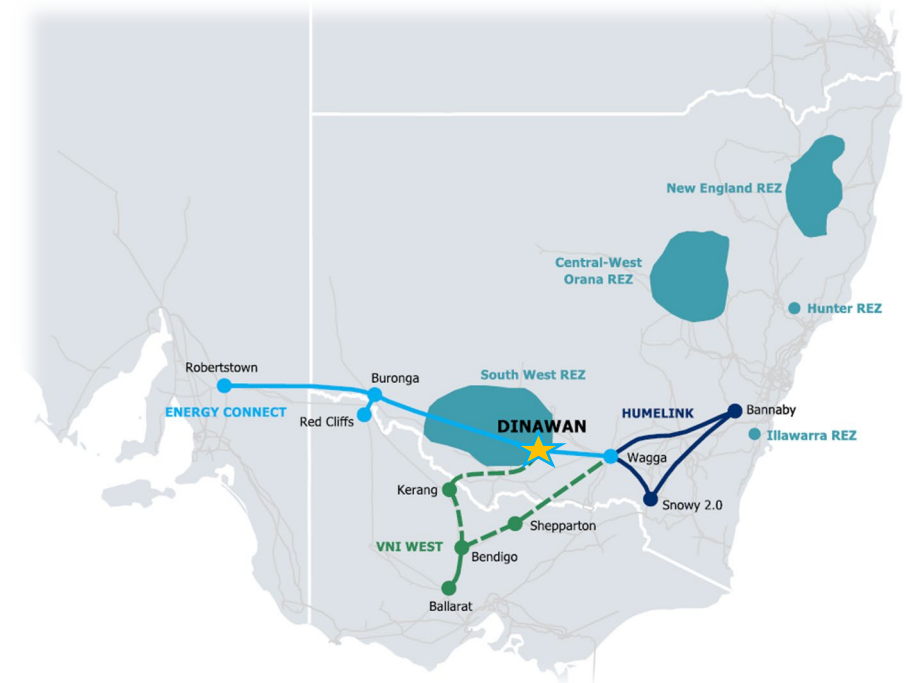 New England REZ
Central-West
Orana REZ
Hunter REZ
Robertstown
Buronga
South West REZ
ENERGY CONNECT
Red Cliffs
DINAWAN
HUMELINK
Bannaby
Illawarra REZ
Wagga
Kerang
Snowy 2.0
Shepparton
VNI WEST
Bendigo
Ballarat